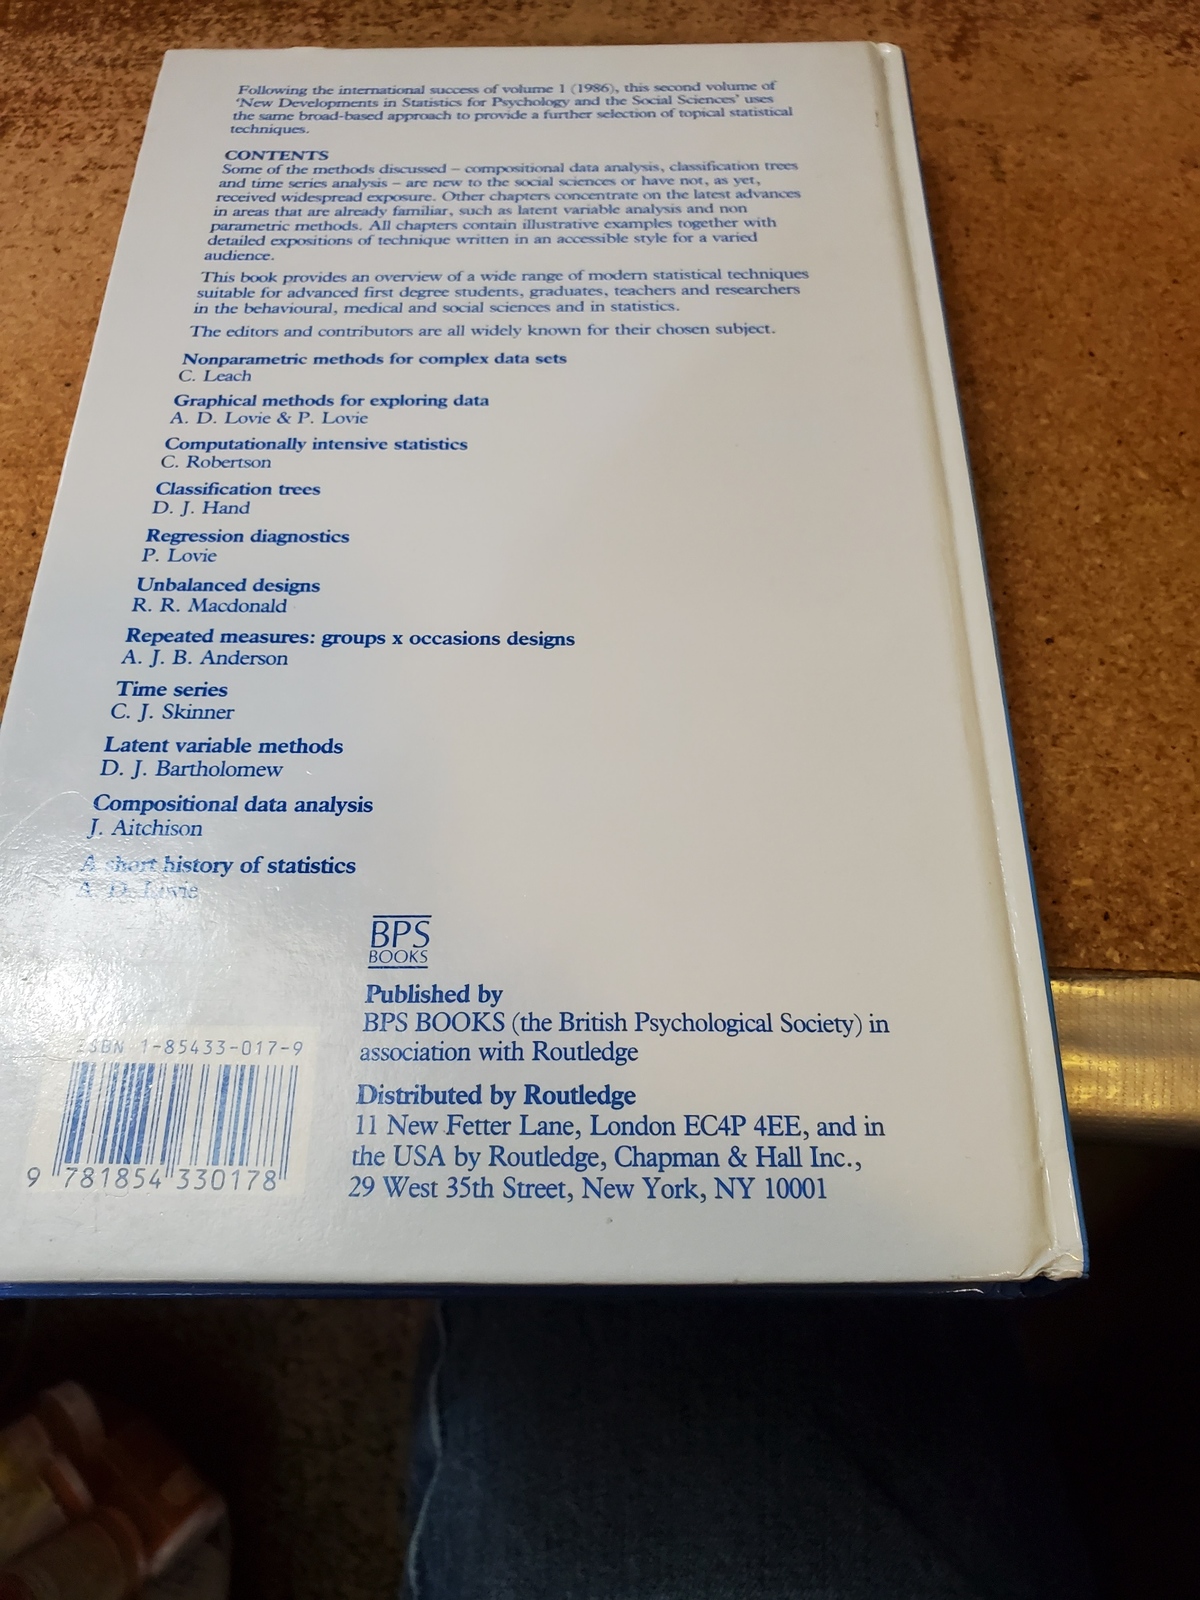 Following the international success of volume 1 (1986), this second volume of
'New Developments in Statistics for Psychology and the Social Sciences' uses
the same broad-based approach to provide a further selection of topical statistical
techniques.
CONTENTS
Some of the methods discussed – compositional data analysis, classification trees
and time series analysis – are new to the social sciences or have not, as yet,
received widespread exposure. Other chapters concentrate on the latest advances
in areas that are already familiar, such as latent variable analysis and non
parametric methods. All chapters contain illustrative examples together with
detailed expositions of technique written in an accessible style for a varied
audience.
This book provides an overview of a wide range of modern statistical techniques
suitable for advanced first degree students, graduates, teachers and researchers
in the behavioural, medical and social sciences and in statistics.
The editors and contributors are all widely known for their chosen subject.
Nonparametric methods for complex data sets
C. Leach
Graphical methods for exploring data
A. D. Lovie & P. Lovie
Computationally intensive statistics
C. Robertson
Classification trees
D. J. Hand
Regression diagnostics
P. Lovie
Unbalanced designs
R. R. Macdonald
Repeated measures: groups x occasions designs
A. J. B. Anderson
Time series
C. J. Skinner
Latent variable methods
D. J. Bartholomew
Compositional data analysis
J. Aitchison
A short history of statistics
A. D. Lovie
BPS
BOOKS
Published by
BPS BOOKS (the British Psychological Society) in
association with Routledge
Distributed by Routledge
11 New Fetter Lane, London EC4P 4EE, and in
the USA by Routledge, Chapman & Hall Inc.,
29 West 35th Street, New York, NY 10001
ISBN 1-85433-017-9
9 781854 330178